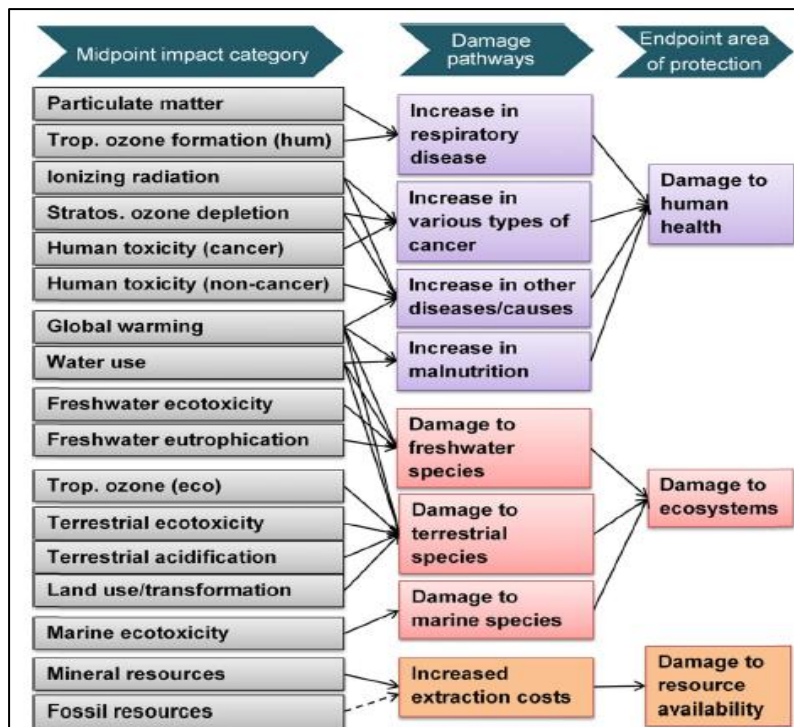 Midpoint impact category
Damage
pathways
Endpoint area
of protection
Particulate matter
Trop. ozone formation (hum)
Ionizing radiation
Stratos. ozone depletion
Human toxicity (cancer)
Human toxicity (non-cancer)
Global warming
Water use
Freshwater ecotoxicity
Freshwater eutrophication
Trop. ozone (eco)
Terrestrial ecotoxicity
Terrestrial acidification
Land use/transformation
Marine ecotoxicity
Mineral resources
Fossil resources
Increase in
respiratory
disease
Increase in
various types of
cancer
Increase in other
diseases/causes
Increase in
malnutrition
Damage to
freshwater
species
Damage to
terrestrial
species
Damage to
marine species
Increased
extraction costs
Damage to
human
health
Damage to
ecosystems
Damage to
resource
availability